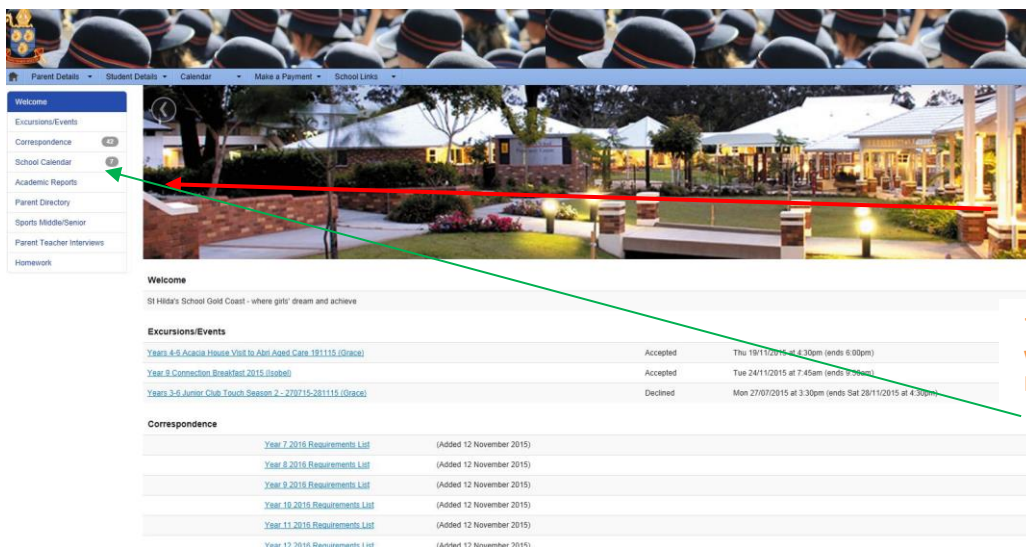 Parent Details Student Details Calendar Make a Payment School Links
Welcome
Excursions/Events
Correspondence 42
School Calendar 7
Academic Reports
Parent Directory
Sports Middle/Senior
Parent Teacher Interviews
Homework
Welcome
St Hilda's School Gold Coast - where girls' dream and achieve
Excursions/Events
Years 4-6 Acacia House Visit to Abri Aged Care 191115 (Grace) Accepted Thu 19/11/2015 at 4:30pm (ends 6:00pm)
Year 9 Connection Breakfast 2015 (Isobel) Accepted Tue 24/11/2015 at 7:45am (ends 9:30am)
Years 3-6 Junior Club Touch Season 2 - 270715-281115 (Grace) Declined Mon 27/07/2015 at 3:30pm (ends Sat 28/11/2015 at 4:30pm)
Correspondence
Year 7 2016 Requirements List (Added 12 November 2015)
Year 8 2016 Requirements List (Added 12 November 2015)
Year 9 2016 Requirements List (Added 12 November 2015)
Year 10 2016 Requirements List (Added 12 November 2015)
Year 11 2016 Requirements List (Added 12 November 2015)
Year 12 2016 Requirements List (Added 12 November 2015)